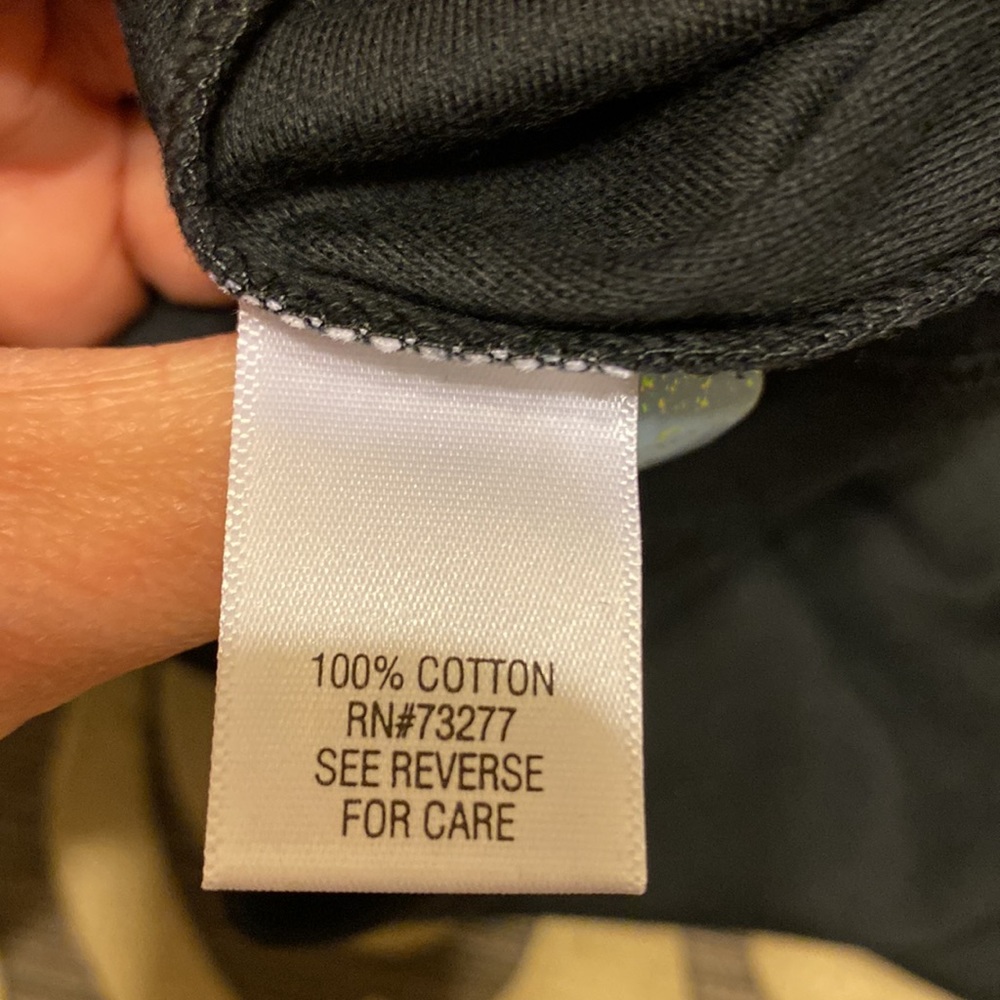 100% COTTON
RN#73277
SEE REVERSE
FOR CARE